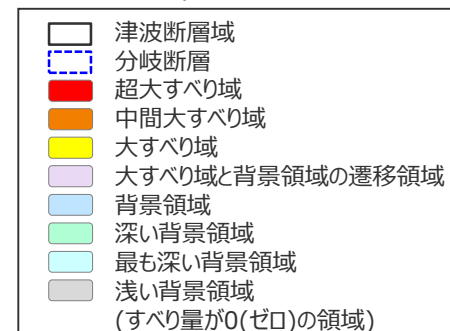 津波断層域
分岐断層
超大すべり域
中間大すべり域
大すべり域
大すべり域と背景領域の遷移領域
背景領域
深い背景領域
最も深い背景領域
浅い背景領域
(すべり量が0(ゼロ)の領域)